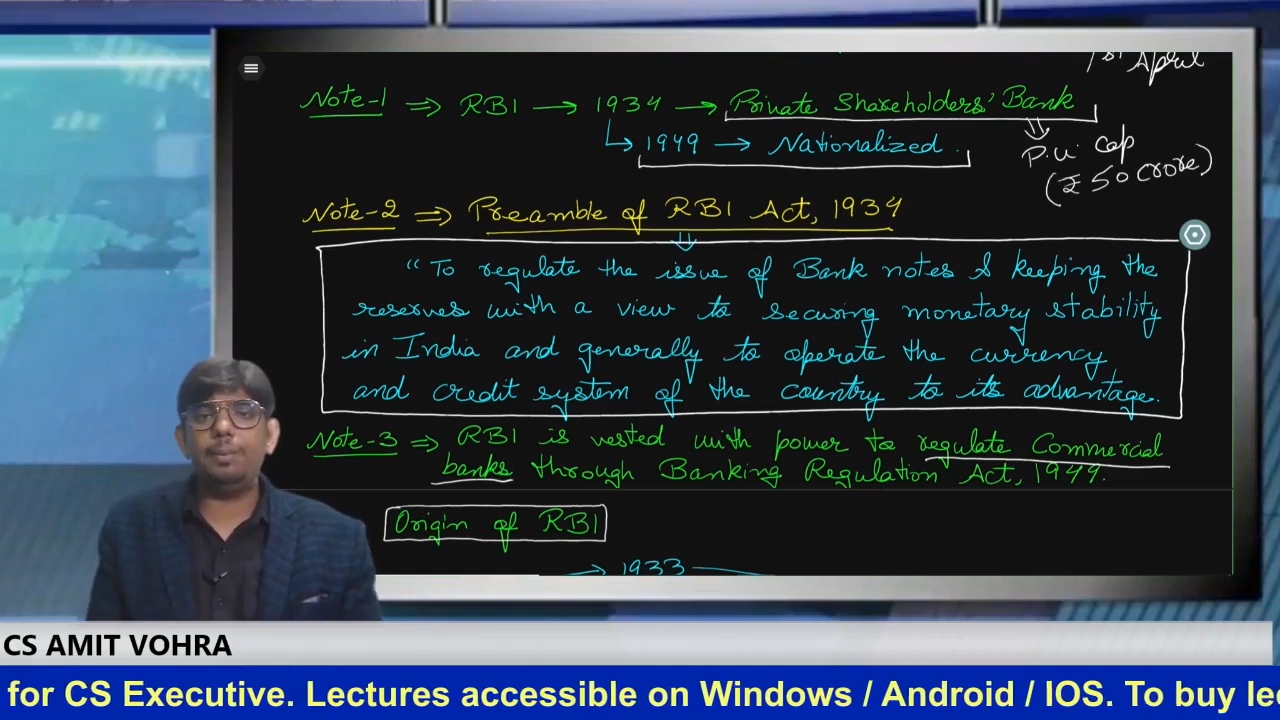 1st April
Note-1 ⇒ RBI → 1934 → Private Shareholders' Bank
↳ 1949 → Nationalized.
⇓
P.u. cap
(₹50 crore)
Note-2 ⇒ Preamble of RBI Act, 1934
"To regulate the issue of Bank notes & keeping the
reserves with a view to securing monetary stability
in India and generally to operate the currency
and credit system of the country to its advantage.
Note-3 ⇒ RBI is vested with power to regulate Commercial
banks through Banking Regulation Act, 1949.
Origin of RBI
→ 1933
CS AMIT VOHRA
for CS Executive. Lectures accessible on Windows / Android / IOS. To buy le